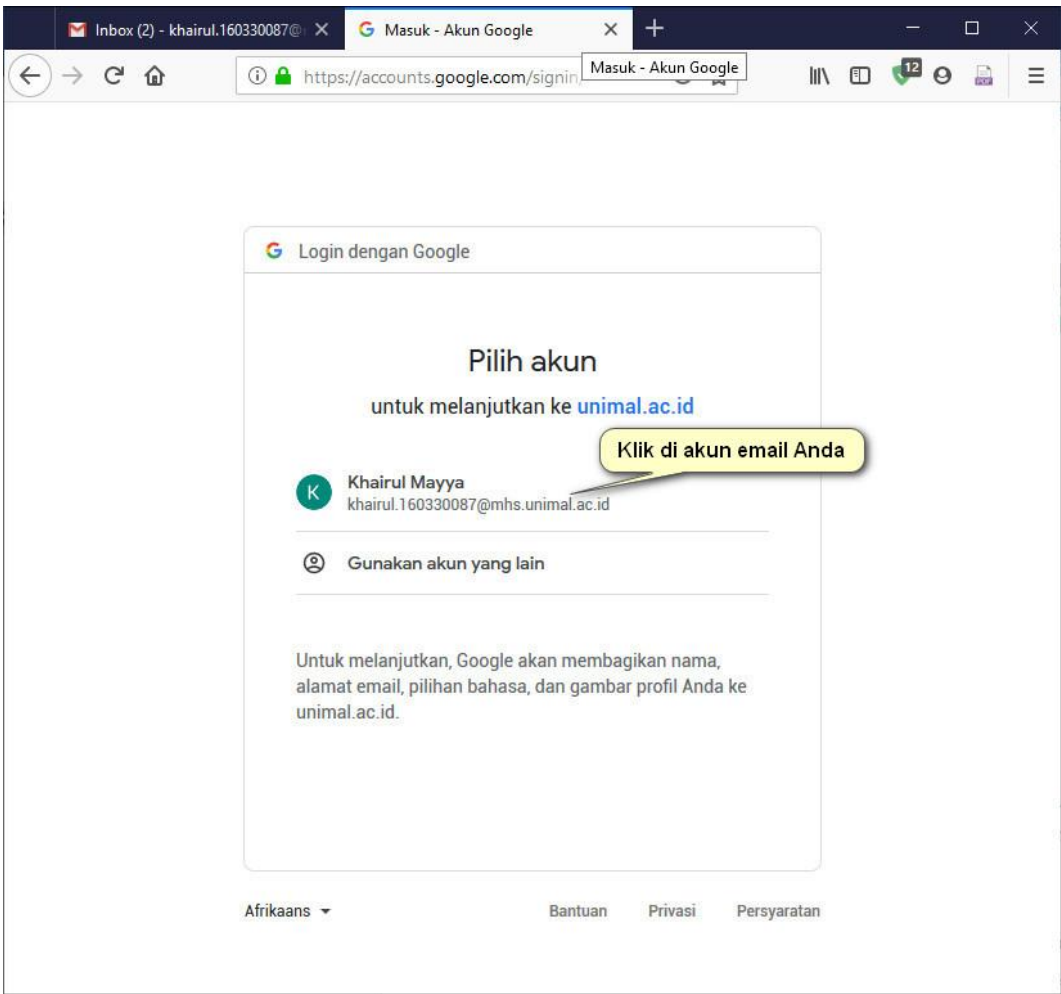 Inbox (2) - khairul.160330087@
Masuk - Akun Google
https://accounts.google.com/signin
Masuk - Akun Google
12
Login dengan Google
Pilih akun
untuk melanjutkan ke unimal.ac.id
Klik di akun email Anda
K
Khairul Mayya
khairul.160330087@mhs.unimal.ac.id
Gunakan akun yang lain
Untuk melanjutkan, Google akan membagikan nama,
alamat email, pilihan bahasa, dan gambar profil Anda ke
unimal.ac.id.
Afrikaans
Bantuan Privasi Persyaratan